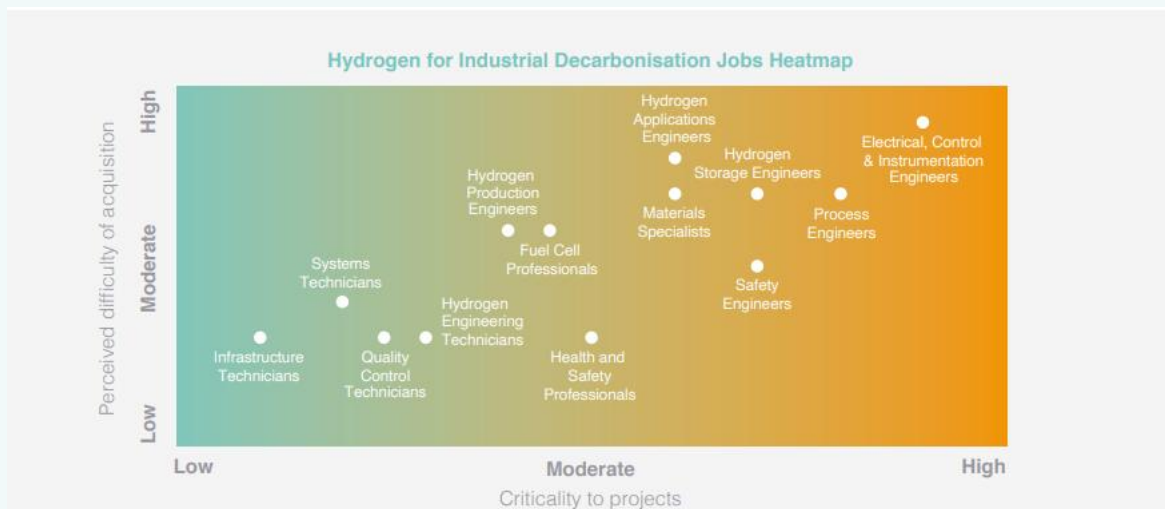 Hydrogen for Industrial Decarbonisation Jobs Heatmap
Perceived difficulty of acquisition
High
Moderate
Low
Hydrogen
Applications
Engineers
Electrical, Control
& Instrumentation
Engineers
Hydrogen
Storage Engineers
Hydrogen
Production
Engineers
Materials
Specialists
Process
Engineers
Fuel Cell
Professionals
Systems
Technicians
Safety
Engineers
Hydrogen
Engineering
Technicians
Infrastructure
Technicians
Quality
Control
Technicians
Health and
Safety
Professionals
Low
Moderate
High
Criticality to projects